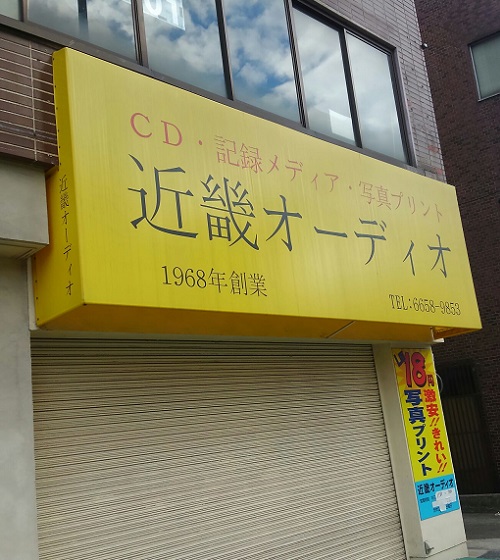 CD・記録メディア・写真プリント
近畿オーディオ
1968年創業
TEL:6658-9853
近畿オーディオ
18円
激安!!きれい!!
写真プリント
近畿オーディオ